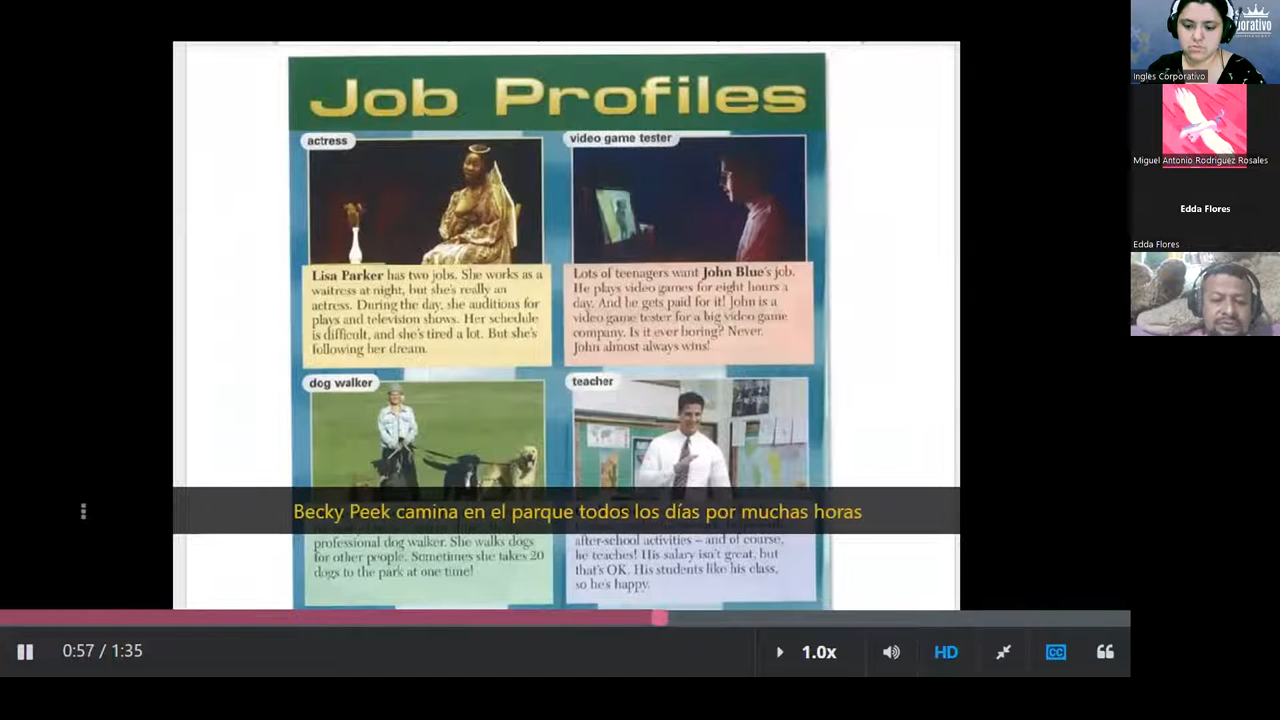 Job Profiles
actress
Lisa Parker has two jobs. She works as a
waitress at night, but she's really an
actress. During the day, she auditions for
plays and television shows. Her schedule
is difficult, and she's tired a lot. But she's
following her dream.
video game tester
Lots of teenagers want John Blue's job.
He plays video games for eight hours a
day. And he gets paid for it! John is a
video game tester for a big video game
company. Is it ever boring? Never.
John almost always wins!
dog walker
professional dog walker. She walks dogs
for other people. Sometimes she takes 20
dogs to the park at one time!
teacher
after-school activities – and of course,
he teaches! His salary isn't great, but
that's OK. His students like his class,
so he's happy.
Becky Peek camina en el parque todos los días por muchas horas
0:57 / 1:35
1.0x
HD
CC
Ingles Corporativo
Miguel Antonio Rodriguez Rosales
Edda Flores
Edda Flores